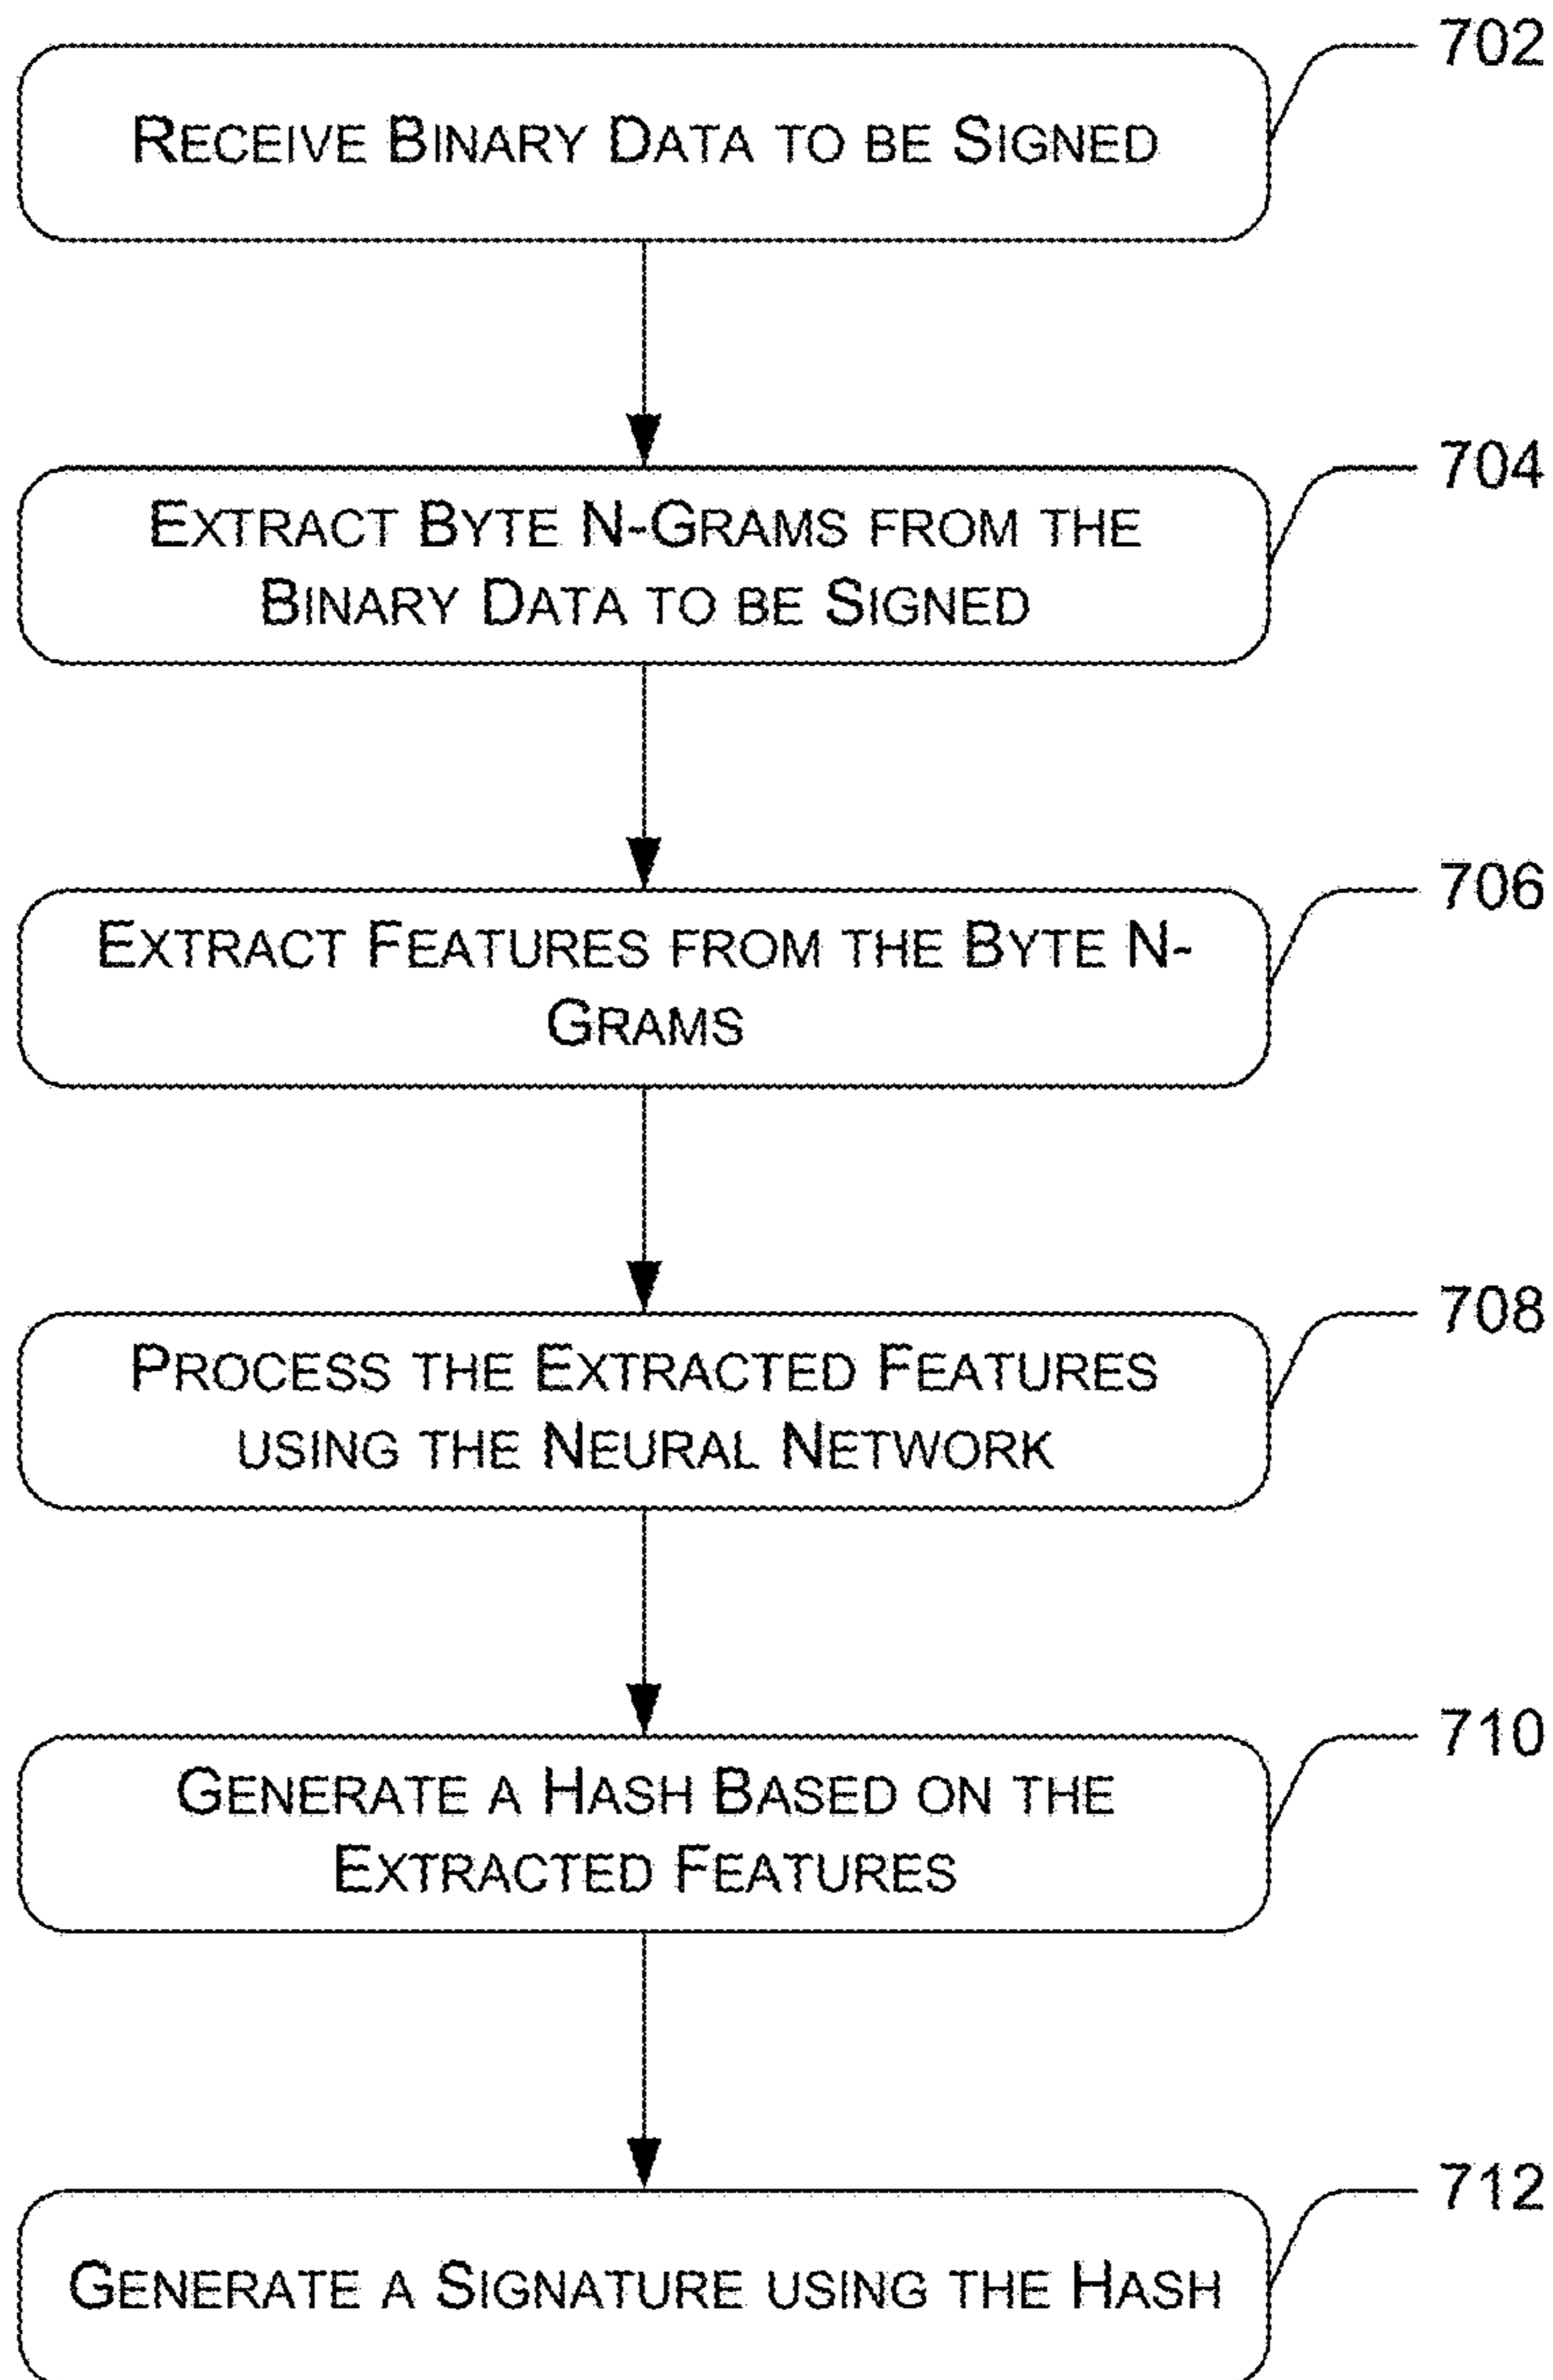 702
RECEIVE BINARY DATA TO BE SIGNED
704
EXTRACT BYTE N-GRAMS FROM THE
BINARY DATA TO BE SIGNED
706
EXTRACT FEATURES FROM THE BYTE N-
GRAMS
708
PROCESS THE EXTRACTED FEATURES
USING THE NEURAL NETWORK
710
GENERATE A HASH BASED ON THE
EXTRACTED FEATURES
712
GENERATE A SIGNATURE USING THE HASH